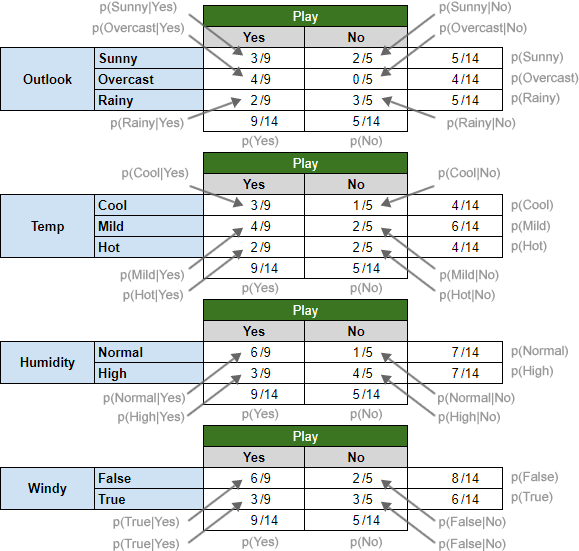 p(Sunny|Yes) p(Sunny|No)
Play
p(Overcast|Yes) p(Overcast|No)
Yes No
Outlook
Sunny 3/9 2/5 5/14 p(Sunny)
Overcast 4/9 0/5 4/14 p(Overcast)
Rainy 2/9 3/5 5/14 p(Rainy)
p(Rainy|Yes) 9/14 5/14 p(Rainy|No)
p(Yes) p(No)
Play
p(Cool|Yes) p(Cool|No)
Yes No
Temp
Cool 3/9 1/5 4/14 p(Cool)
Mild 4/9 2/5 6/14 p(Mild)
Hot 2/9 2/5 4/14 p(Hot)
p(Mild|Yes) 9/14 5/14 p(Mild|No)
p(Hot|Yes) p(Yes) p(No) p(Hot|No)
Play
Yes No
Humidity
Normal 6/9 1/5 7/14 p(Normal)
High 3/9 4/5 7/14 p(High)
p(Normal|Yes) 9/14 5/14 p(Normal|No)
p(High|Yes) p(Yes) p(No) p(High|No)
Play
Yes No
Windy
False 6/9 2/5 8/14 p(False)
True 3/9 3/5 6/14 p(True)
p(True|Yes) 9/14 5/14 p(False|No)
p(True|Yes) p(Yes) p(No) p(False|No)